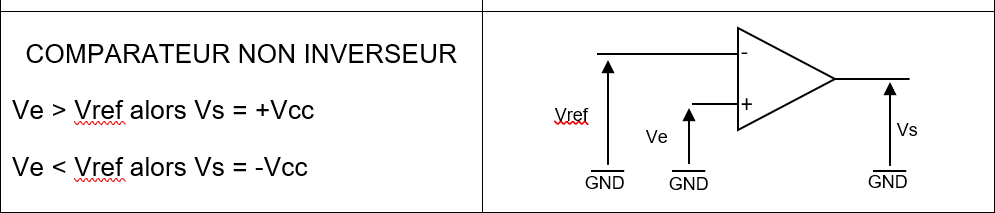 COMPARATEUR NON INVERSEUR
Ve > Vref alors Vs = +Vcc
Ve < Vref alors Vs = -Vcc
-
+
Vref
Ve
Vs
GND
GND
GND